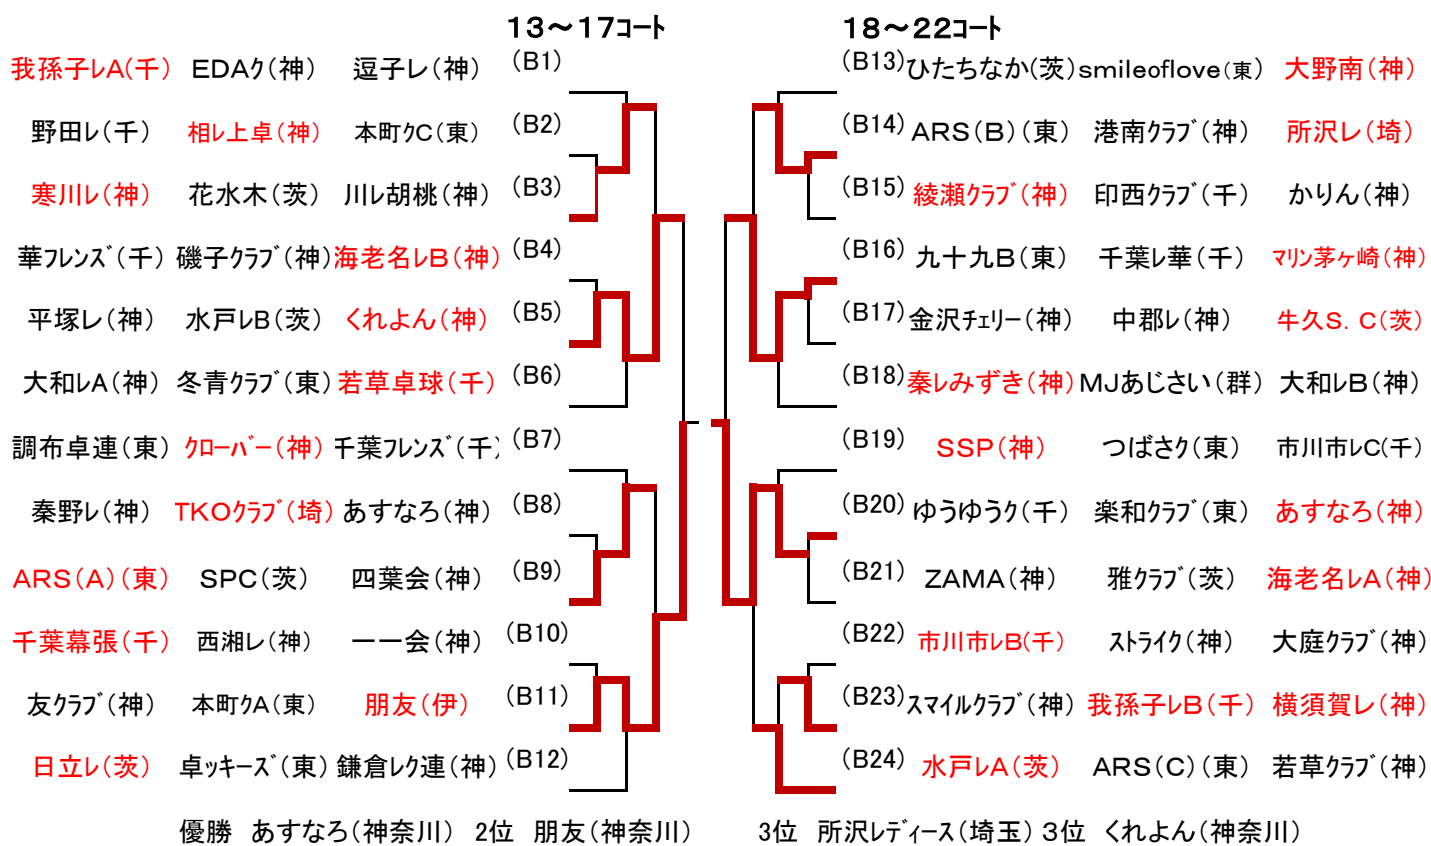 13～17ｺｰﾄ 18～22ｺｰﾄ
我孫子ﾚA(千) EDAｸ(神) 逗子レ(神) (B1) (B13) ひたちなか(茨) smileoflove(東) 大野南(神)
野田レ(千) 相ﾚ上卓(神) 本町ｸC(東) (B2) (B14) ARS(B)(東) 港南ｸﾗﾌﾞ(神) 所沢レ(埼)
寒川ﾚ(神) 花水木(茨) 川ﾚ胡桃(神) (B3) (B15) 綾瀬ｸﾗﾌﾞ(神) 印西ｸﾗﾌﾞ(千) かりん(神)
華ﾌﾚﾝｽﾞ(千) 磯子ｸﾗﾌﾞ(神) 海老名ﾚB(神) (B4) (B16) 九十九B(東) 千葉ﾚ華(千) ﾏﾘﾝ茅ヶ崎(神)
平塚レ(神) 水戸ﾚB(茨) くれよん(神) (B5) (B17) 金沢ﾁｪﾘｰ(神) 中郡ﾚ(神) 牛久S．C(茨)
大和ﾚA(神) 冬青ｸﾗﾌﾞ(東) 若草卓球(千) (B6) (B18) 秦ﾚみずき(神) MJあじさい(群) 大和ﾚB(神)
調布卓連(東) ｸﾛｰﾊﾞｰ(神) 千葉ﾌﾚﾝｽﾞ(千) (B7) (B19) SSP(神) つばさｸ(東) 市川市ﾚC(千)
秦野ﾚ(神) TKOｸﾗﾌﾞ(埼) あすなろ(神) (B8) (B20) ゆうゆうｸ(千) 楽和ｸﾗﾌﾞ(東) あすなろ(神)
ARS(A)(東) SPC(茨) 四葉会(神) (B9) (B21) ZAMA(神) 雅ｸﾗﾌﾞ(茨) 海老名ﾚA(神)
千葉幕張(千) 西湘レ(神) 一一会(神) (B10) (B22) 市川市ﾚB(千) ｽﾄﾗｲｸ(神) 大庭ｸﾗﾌﾞ(神)
友ｸﾗﾌﾞ(神) 本町ｸA(東) 朋友(伊) (B11) (B23) ｽﾏｲﾙｸﾗﾌﾞ(神) 我孫子ﾚB(千) 横須賀レ(神)
日立レ(茨) 卓ッキｰｽﾞ(東) 鎌倉ﾚｸ連(神) (B12) (B24) 水戸ﾚA(茨) ARS(C)(東) 若草ｸﾗﾌﾞ(神)
優勝 あすなろ(神奈川) 2位 朋友(神奈川) 3位 所沢ﾚﾃﾞｨｰｽ(埼玉) 3位 くれよん(神奈川)